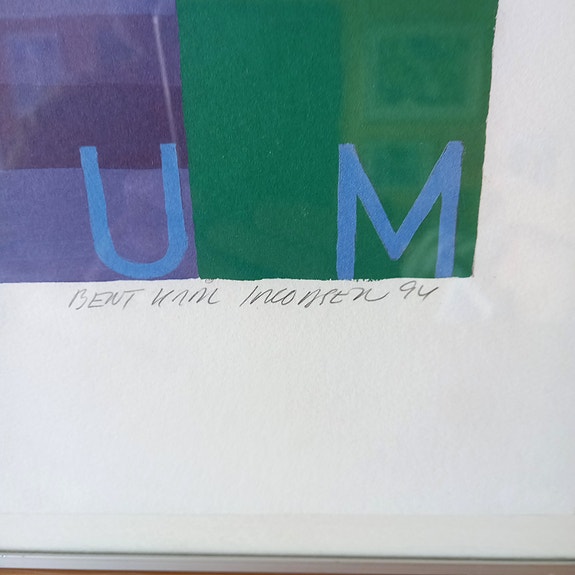 U M
BENT KARL JACOBSEN 94